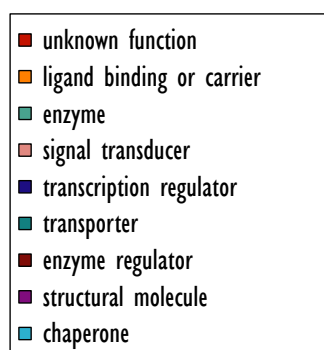 unknown function
ligand binding or carrier
enzyme
signal transducer
transcription regulator
transporter
enzyme regulator
structural molecule
chaperone